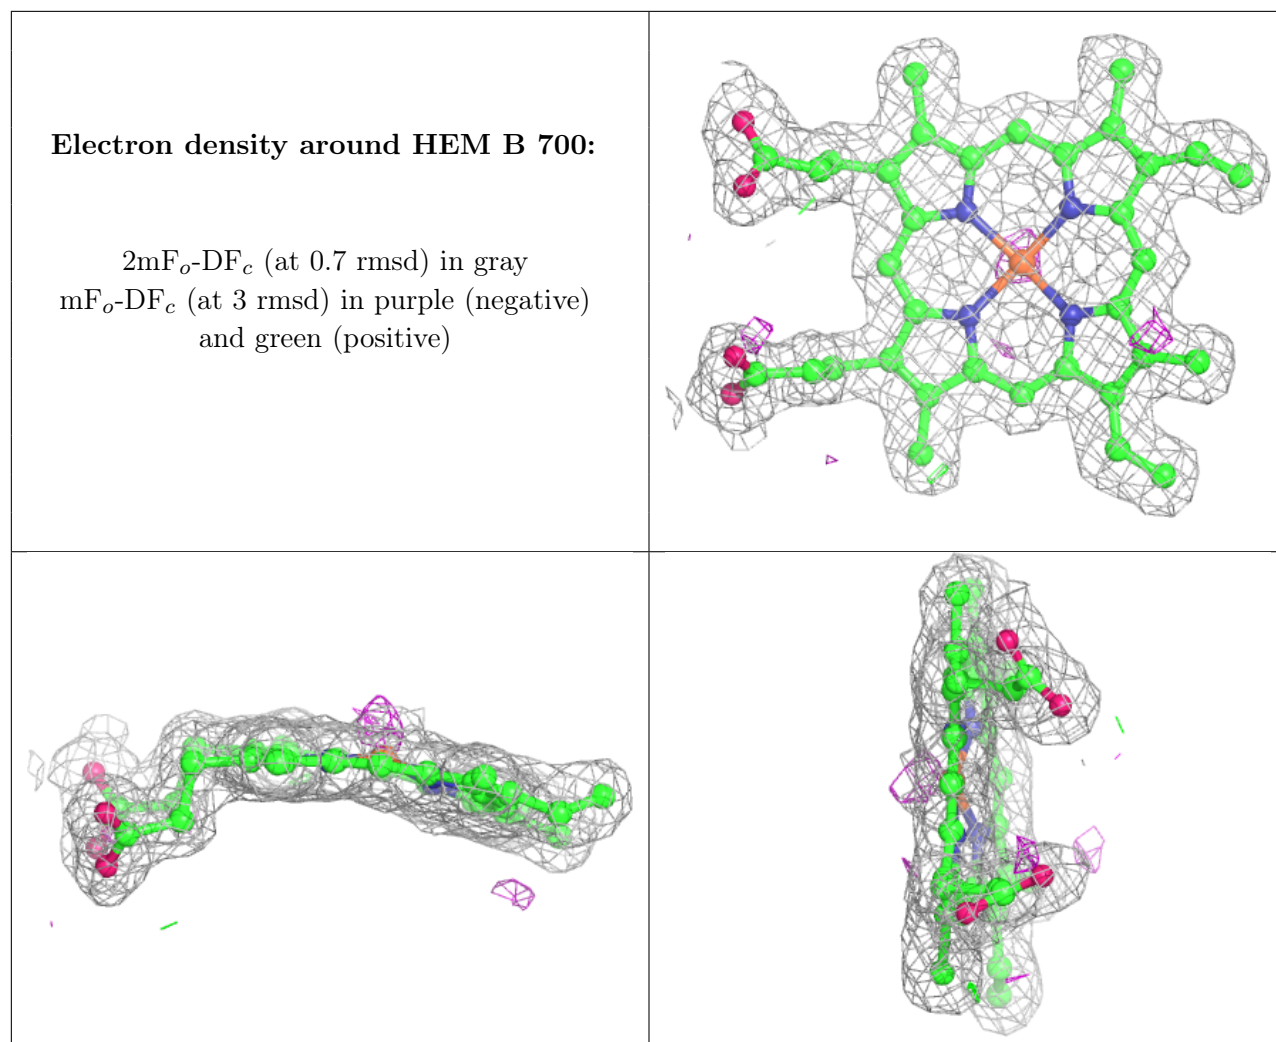 Electron density around HEM B 700:
2mFₒ-DF𝒸 (at 0.7 rmsd) in gray
mFₒ-DF𝒸 (at 3 rmsd) in purple (negative)
and green (positive)